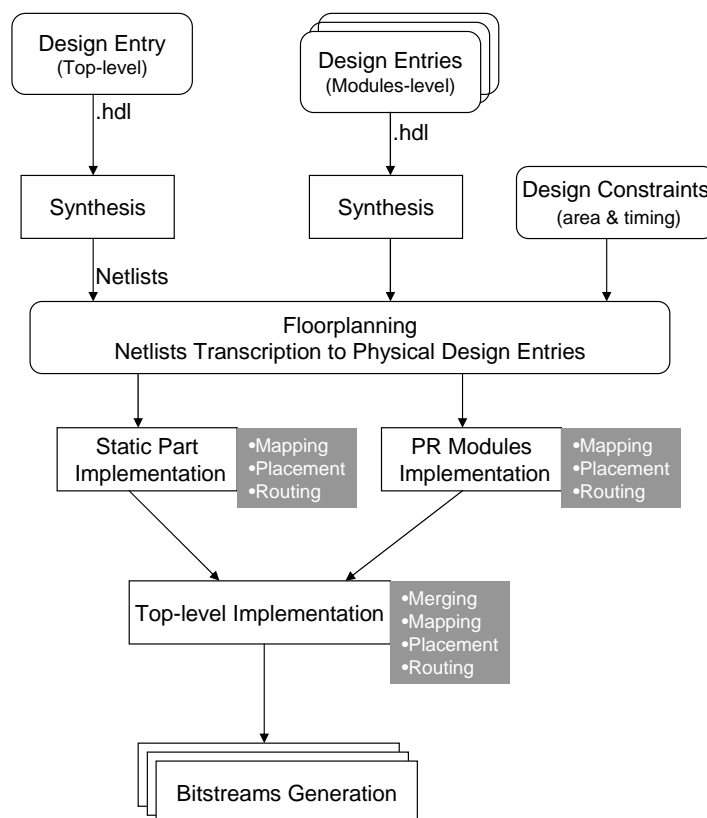 Design Entry
(Top-level)
Design Entries
(Modules-level)
.hdl
.hdl
Synthesis
Synthesis
Design Constraints
(area & timing)
Netlists
Floorplanning
Netlists Transcription to Physical Design Entries
Static Part
Implementation
•Mapping
•Placement
•Routing
PR Modules
Implementation
•Mapping
•Placement
•Routing
Top-level Implementation
•Merging
•Mapping
•Placement
•Routing
Bitstreams Generation